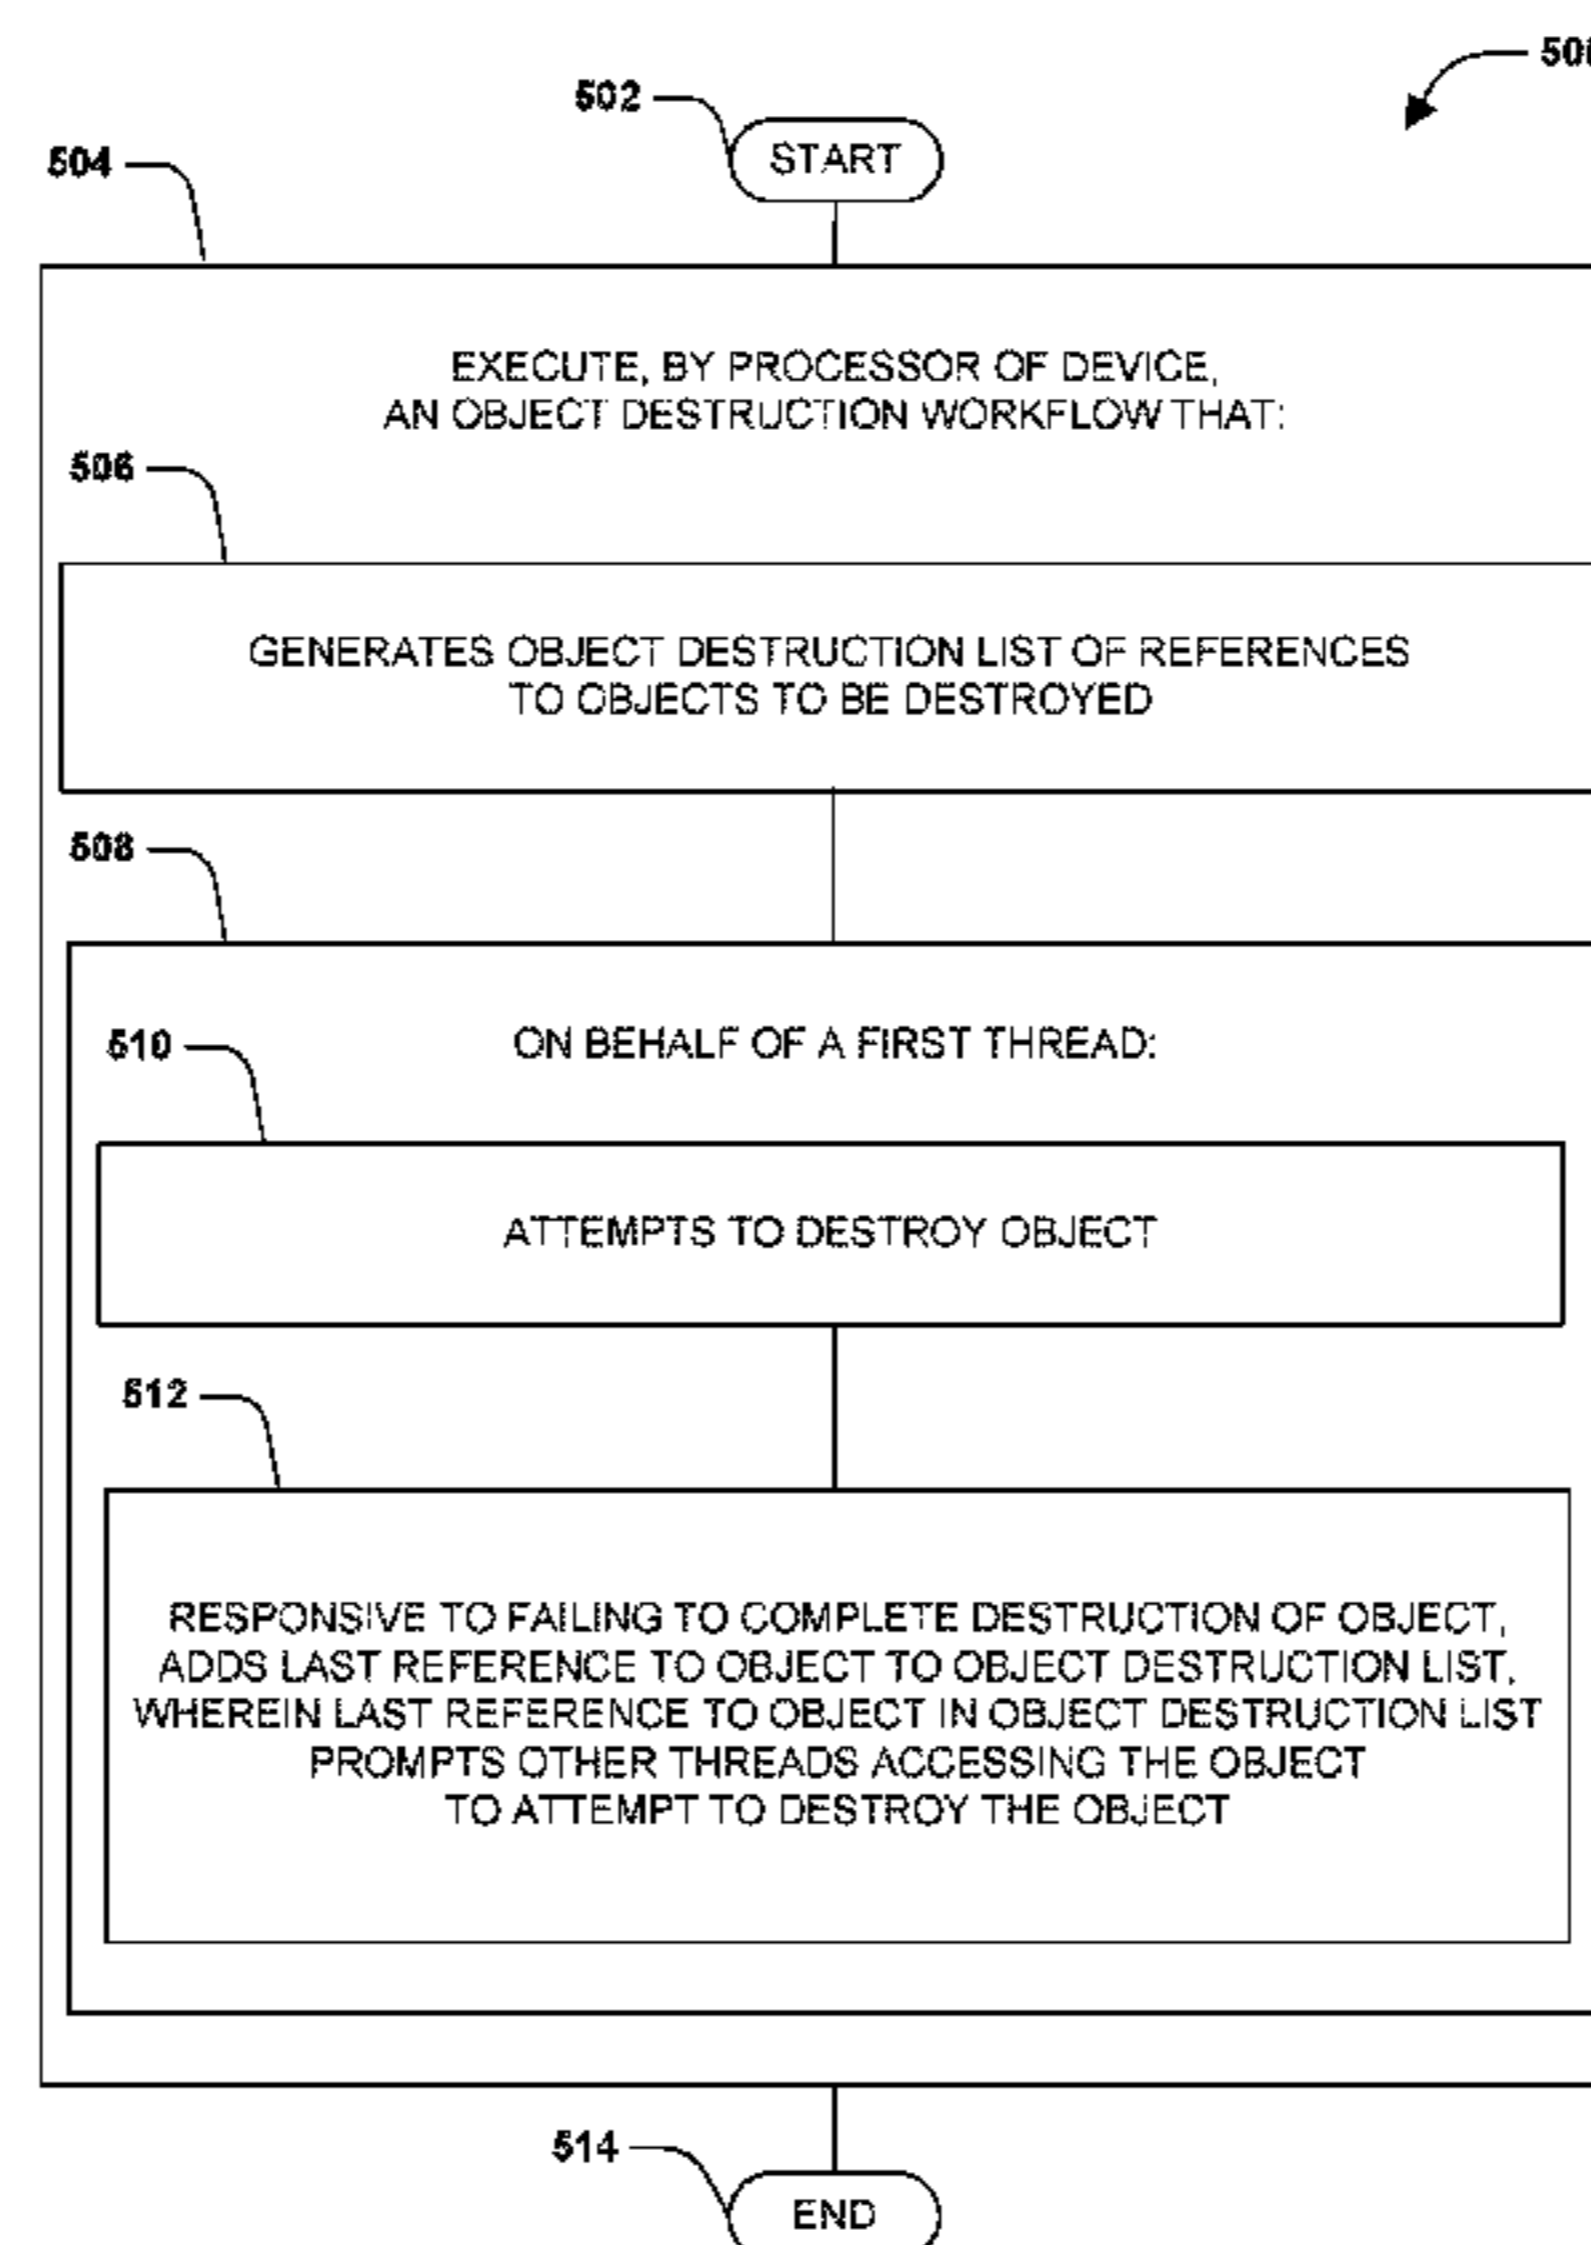 502
START
504
EXECUTE, BY PROCESSOR OF DEVICE,
AN OBJECT DESTRUCTION WORKFLOW THAT:
506
GENERATES OBJECT DESTRUCTION LIST OF REFERENCES
TO OBJECTS TO BE DESTROYED
508
510
ON BEHALF OF A FIRST THREAD:
ATTEMPTS TO DESTROY OBJECT
512
RESPONSIVE TO FAILING TO COMPLETE DESTRUCTION OF OBJECT,
ADDS LAST REFERENCE TO OBJECT TO OBJECT DESTRUCTION LIST,
WHEREIN LAST REFERENCE TO OBJECT IN OBJECT DESTRUCTION LIST
PROMPTS OTHER THREADS ACCESSING THE OBJECT
TO ATTEMPT TO DESTROY THE OBJECT
514
END